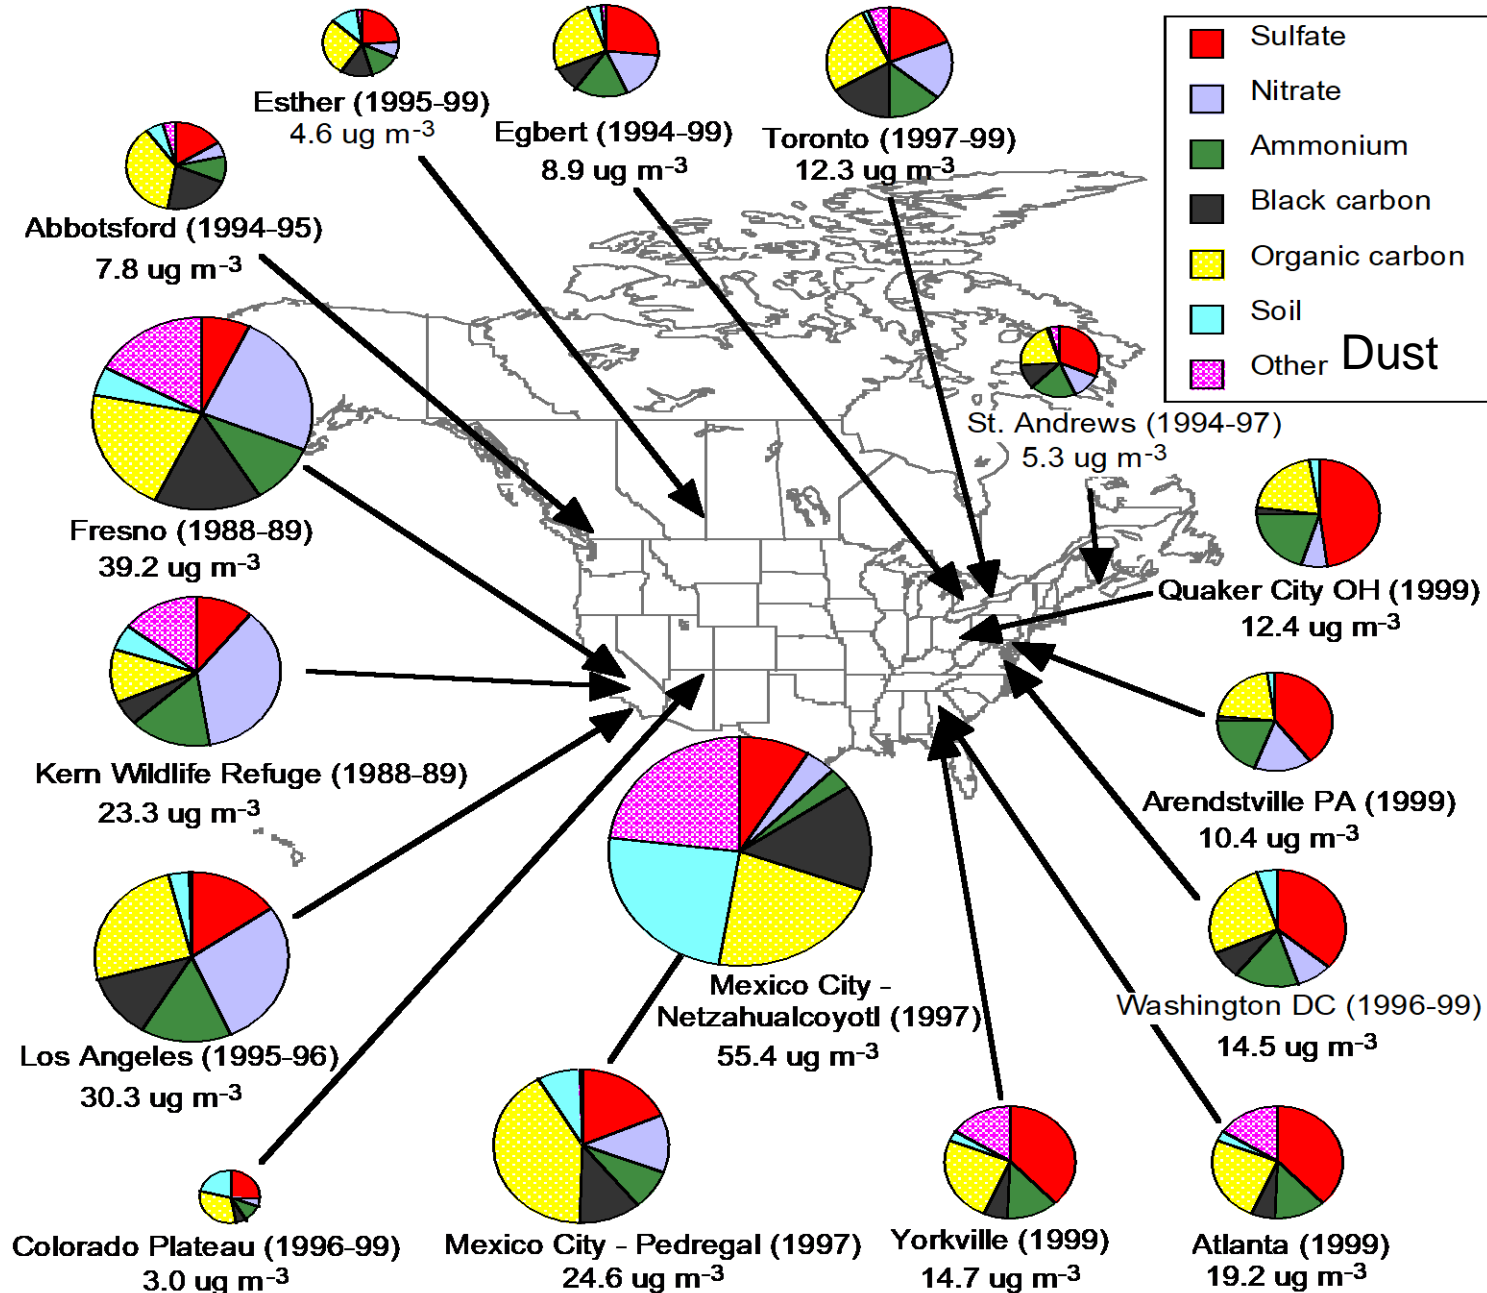 Esther (1995-99)
4.6 ug m-3
Egbert (1994-99)
8.9 ug m-3
Toronto (1997-99)
12.3 ug m-3
Sulfate
Nitrate
Ammonium
Black carbon
Organic carbon
Soil
Other Dust
Abbotsford (1994-95)
7.8 ug m-3
St. Andrews (1994-97)
5.3 ug m-3
Fresno (1988-89)
39.2 ug m-3
Quaker City OH (1999)
12.4 ug m-3
Kern Wildlife Refuge (1988-89)
23.3 ug m-3
Arendstville PA (1999)
10.4 ug m-3
Mexico City -
Netzahualcoyotl (1997)
55.4 ug m-3
Washington DC (1996-99)
14.5 ug m-3
Los Angeles (1995-96)
30.3 ug m-3
Colorado Plateau (1996-99)
3.0 ug m-3
Mexico City - Pedregal (1997)
24.6 ug m-3
Yorkville (1999)
14.7 ug m-3
Atlanta (1999)
19.2 ug m-3